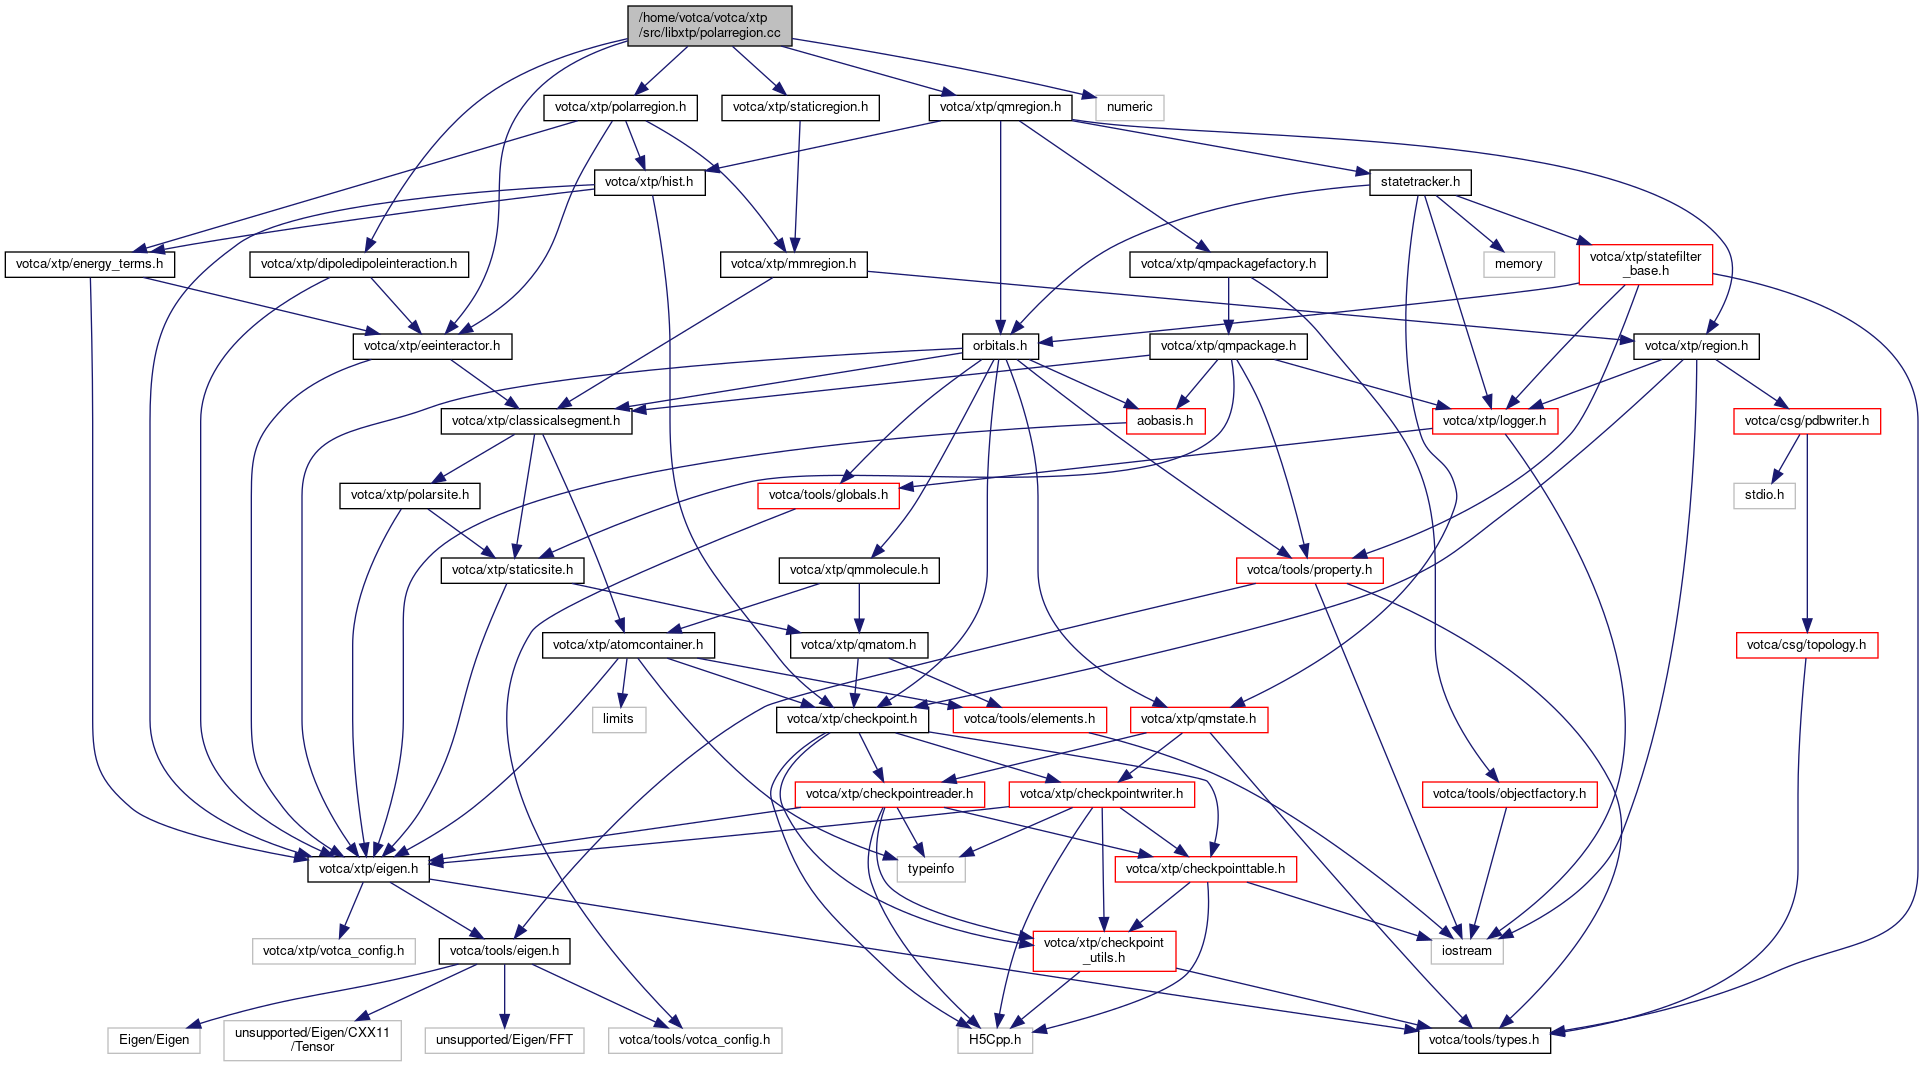 /home/votca/votca/xtp
/src/libxtp/polarregion.cc
votca/xtp/polarregion.h
votca/xtp/staticregion.h
votca/xtp/qmregion.h
numeric
votca/xtp/hist.h
statetracker.h
votca/xtp/energy_terms.h
votca/xtp/dipoledipoleinteraction.h
votca/xtp/mmregion.h
votca/xtp/qmpackagefactory.h
memory
votca/xtp/statefilter
_base.h
votca/xtp/eeinteractor.h
orbitals.h
votca/xtp/qmpackage.h
votca/xtp/region.h
votca/xtp/classicalsegment.h
aobasis.h
votca/xtp/logger.h
votca/csg/pdbwriter.h
votca/xtp/polarsite.h
votca/tools/globals.h
stdio.h
votca/xtp/staticsite.h
votca/xtp/qmmolecule.h
votca/tools/property.h
votca/xtp/atomcontainer.h
votca/xtp/qmatom.h
votca/csg/topology.h
limits
votca/xtp/checkpoint.h
votca/tools/elements.h
votca/xtp/qmstate.h
votca/xtp/checkpointreader.h
votca/xtp/checkpointwriter.h
votca/tools/objectfactory.h
votca/xtp/eigen.h
typeinfo
votca/xtp/checkpointtable.h
votca/xtp/votca_config.h
votca/tools/eigen.h
votca/xtp/checkpoint
_utils.h
iostream
Eigen/Eigen
unsupported/Eigen/CXX11
/Tensor
unsupported/Eigen/FFT
votca/tools/votca_config.h
H5Cpp.h
votca/tools/types.h